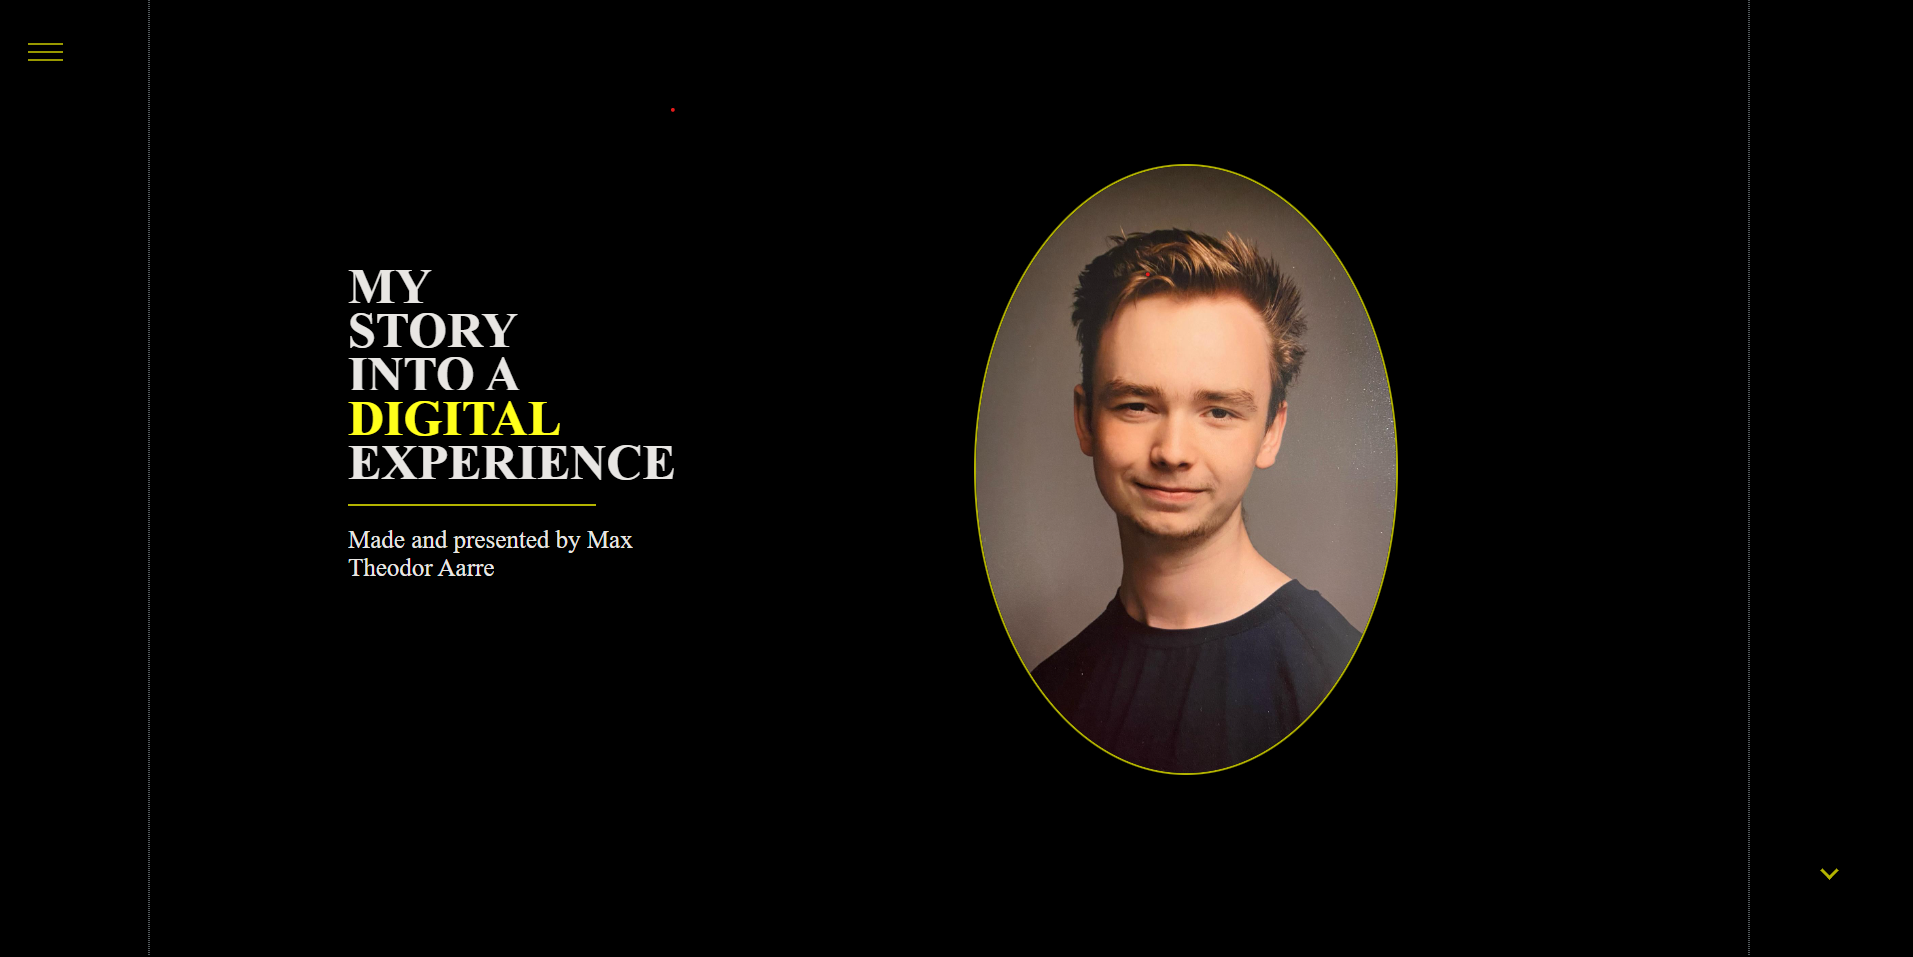 MY
STORY
INTO A
DIGITAL
EXPERIENCE
Made and presented by Max
Theodor Aarre